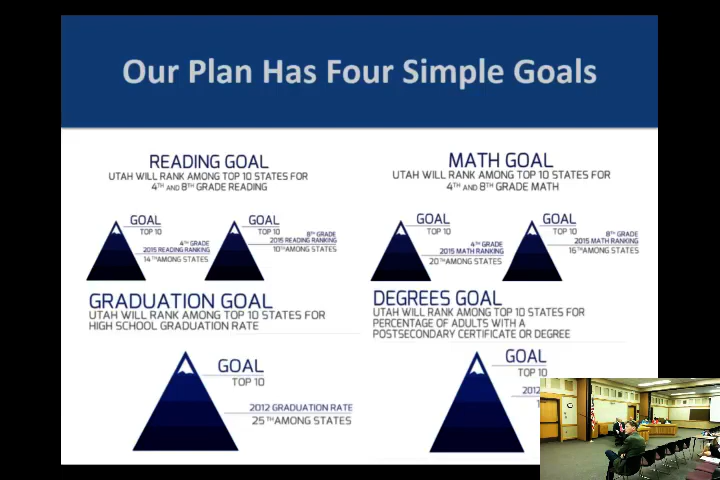 Our Plan Has Four Simple Goals
READING GOAL
UTAH WILL RANK AMONG TOP 10 STATES FOR
4TH AND 8TH GRADE READING
GOAL
TOP 10
4TH GRADE
2015 READING RANKING
14TH AMONG STATES
GOAL
TOP 10
8TH GRADE
2015 READING RANKING
10TH AMONG STATES
MATH GOAL
UTAH WILL RANK AMONG TOP 10 STATES FOR
4TH AND 8TH GRADE MATH
GOAL
TOP 10
4TH GRADE
2015 MATH RANKING
20TH AMONG STATES
GOAL
TOP 10
8TH GRADE
2015 MATH RANKING
16TH AMONG STATES
GRADUATION GOAL
UTAH WILL RANK AMONG TOP 10 STATES FOR
HIGH SCHOOL GRADUATION RATE
GOAL
TOP 10
2012 GRADUATION RATE
25TH AMONG STATES
DEGREES GOAL
UTAH WILL RANK AMONG TOP 10 STATES FOR
PERCENTAGE OF ADULTS WITH A
POSTSECONDARY CERTIFICATE OR DEGREE
GOAL
TOP 10